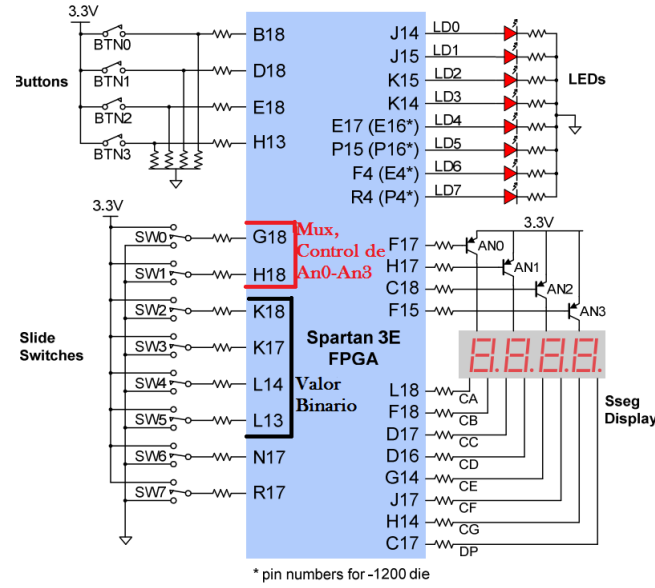 3.3V
BTN0
BTN1
BTN2
BTN3
Buttons
B18
D18
E18
H13
J14 LD0
J15 LD1
K15 LD2
K14 LD3
E17 (E16*) LD4
P15 (P16*) LD5
F4 (E4*) LD6
R4 (P4*) LD7
LEDs
3.3V
SW0
SW1
SW2
SW3
SW4
SW5
SW6
SW7
Slide
Switches
G18
H18
K18
K17
L14
L13
N17
R17
Mux,
Control de
An0-An3
Valor
Binario
Spartan 3E
FPGA
3.3V
F17 AN0
H17 AN1
C18 AN2
F15 AN3
8.8.8.8.
Sseg
Display
L18 CA
F18 CB
D17 CC
D16 CD
G14 CE
J17 CF
H14 CG
C17 DP
* pin numbers for -1200 die